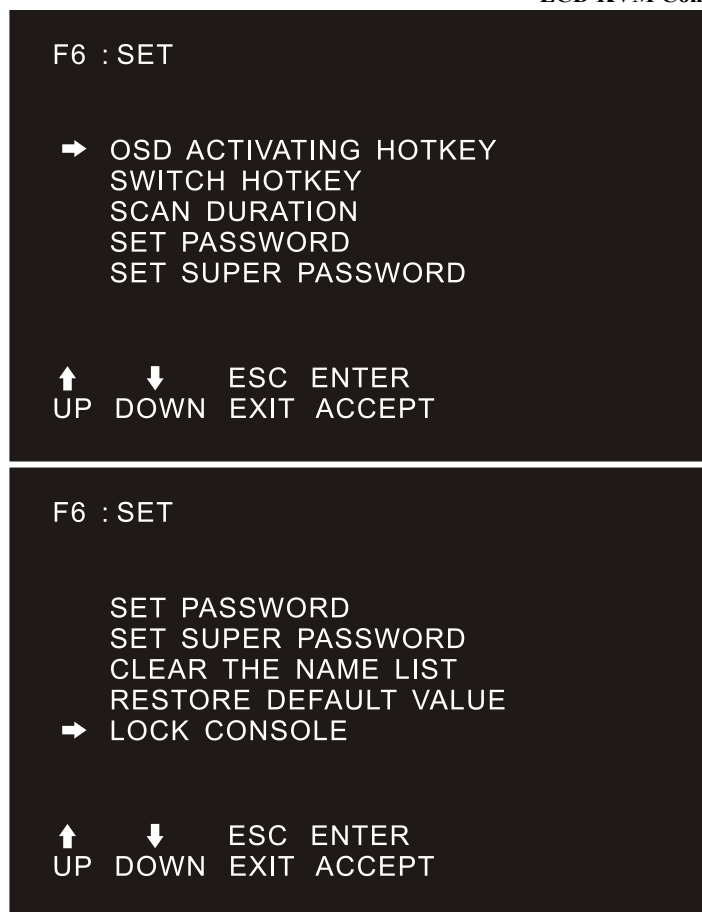 F6 : SET
➡ OSD ACTIVATING HOTKEY
SWITCH HOTKEY
SCAN DURATION
SET PASSWORD
SET SUPER PASSWORD
⬆ ⬇ ESC ENTER
UP DOWN EXIT ACCEPT
F6 : SET
SET PASSWORD
SET SUPER PASSWORD
CLEAR THE NAME LIST
RESTORE DEFAULT VALUE
➡ LOCK CONSOLE
⬆ ⬇ ESC ENTER
UP DOWN EXIT ACCEPT